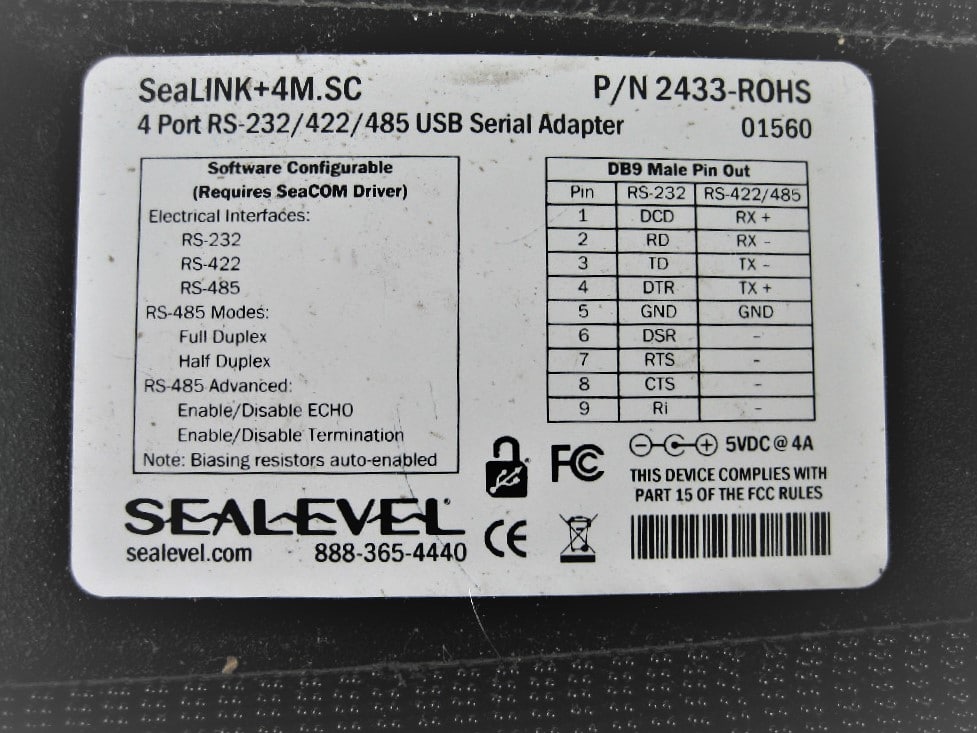 SeaLINK+4M.SC
P/N 2433-ROHS
4 Port RS-232/422/485 USB Serial Adapter
01560
Software Configurable
(Requires SeaCOM Driver)
Electrical Interfaces:
RS-232
RS-422
RS-485
RS-485 Modes:
Full Duplex
Half Duplex
RS-485 Advanced:
Enable/Disable ECHO
Enable/Disable Termination
Note: Biasing resistors auto-enabled
DB9 Male Pin Out
Pin RS-232 RS-422/485
1 DCD RX +
2 RD RX -
3 TD TX -
4 DTR TX +
5 GND GND
6 DSR -
7 RTS -
8 CTS -
9 Ri -
FC
5VDC @ 4A
THIS DEVICE COMPLIES WITH
PART 15 OF THE FCC RULES
SEALEVEL®
sealevel.com 888-365-4440
CE